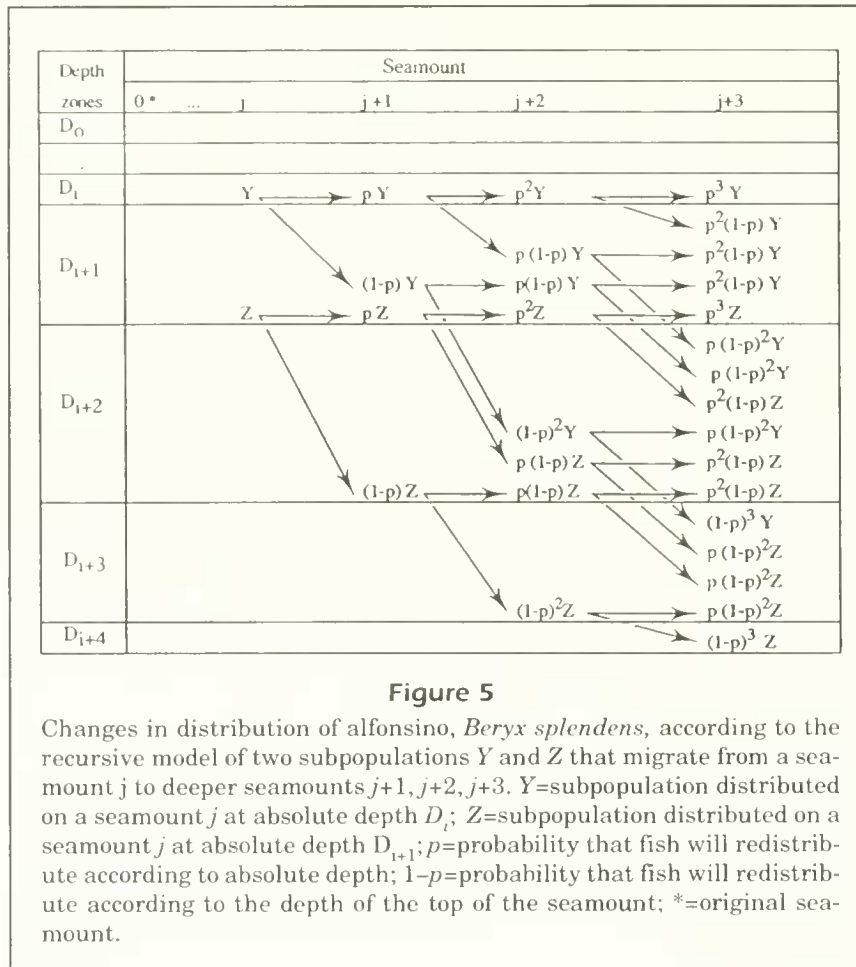 Depth zones Seamount
0* ... j j+1 j+2 j+3
D₀
.
Dᵢ Y pY p²Y p³Y
p²(1-p)Y
Dᵢ₊₁ p(1-p)Y p²(1-p)Y
(1-p)Y p(1-p)Y p²(1-p)Y
Z pZ p²Z p³Z
p(1-p)²Y
p(1-p)²Y
Dᵢ₊₂ p²(1-p)Z
(1-p)²Y p(1-p)²Y
p(1-p)Z p²(1-p)Z
(1-p)Z p(1-p)Z p²(1-p)Z
(1-p)³Y
p(1-p)²Z
Dᵢ₊₃ p(1-p)²Z
(1-p)²Z p(1-p)²Z
Dᵢ₊₄ (1-p)³Z
Figure 5
Changes in distribution of alfonsino, Beryx splendens, according to the
recursive model of two subpopulations Y and Z that migrate from a sea-
mount j to deeper seamounts j+1, j+2, j+3. Y=subpopulation distributed
on a seamount j at absolute depth Dᵢ; Z=subpopulation distributed on a
seamount j at absolute depth Dᵢ₊₁; p=probability that fish will redistrib-
ute according to absolute depth; 1–p=probability that fish will redistrib-
ute according to the depth of the top of the seamount; *=original sea-
mount.